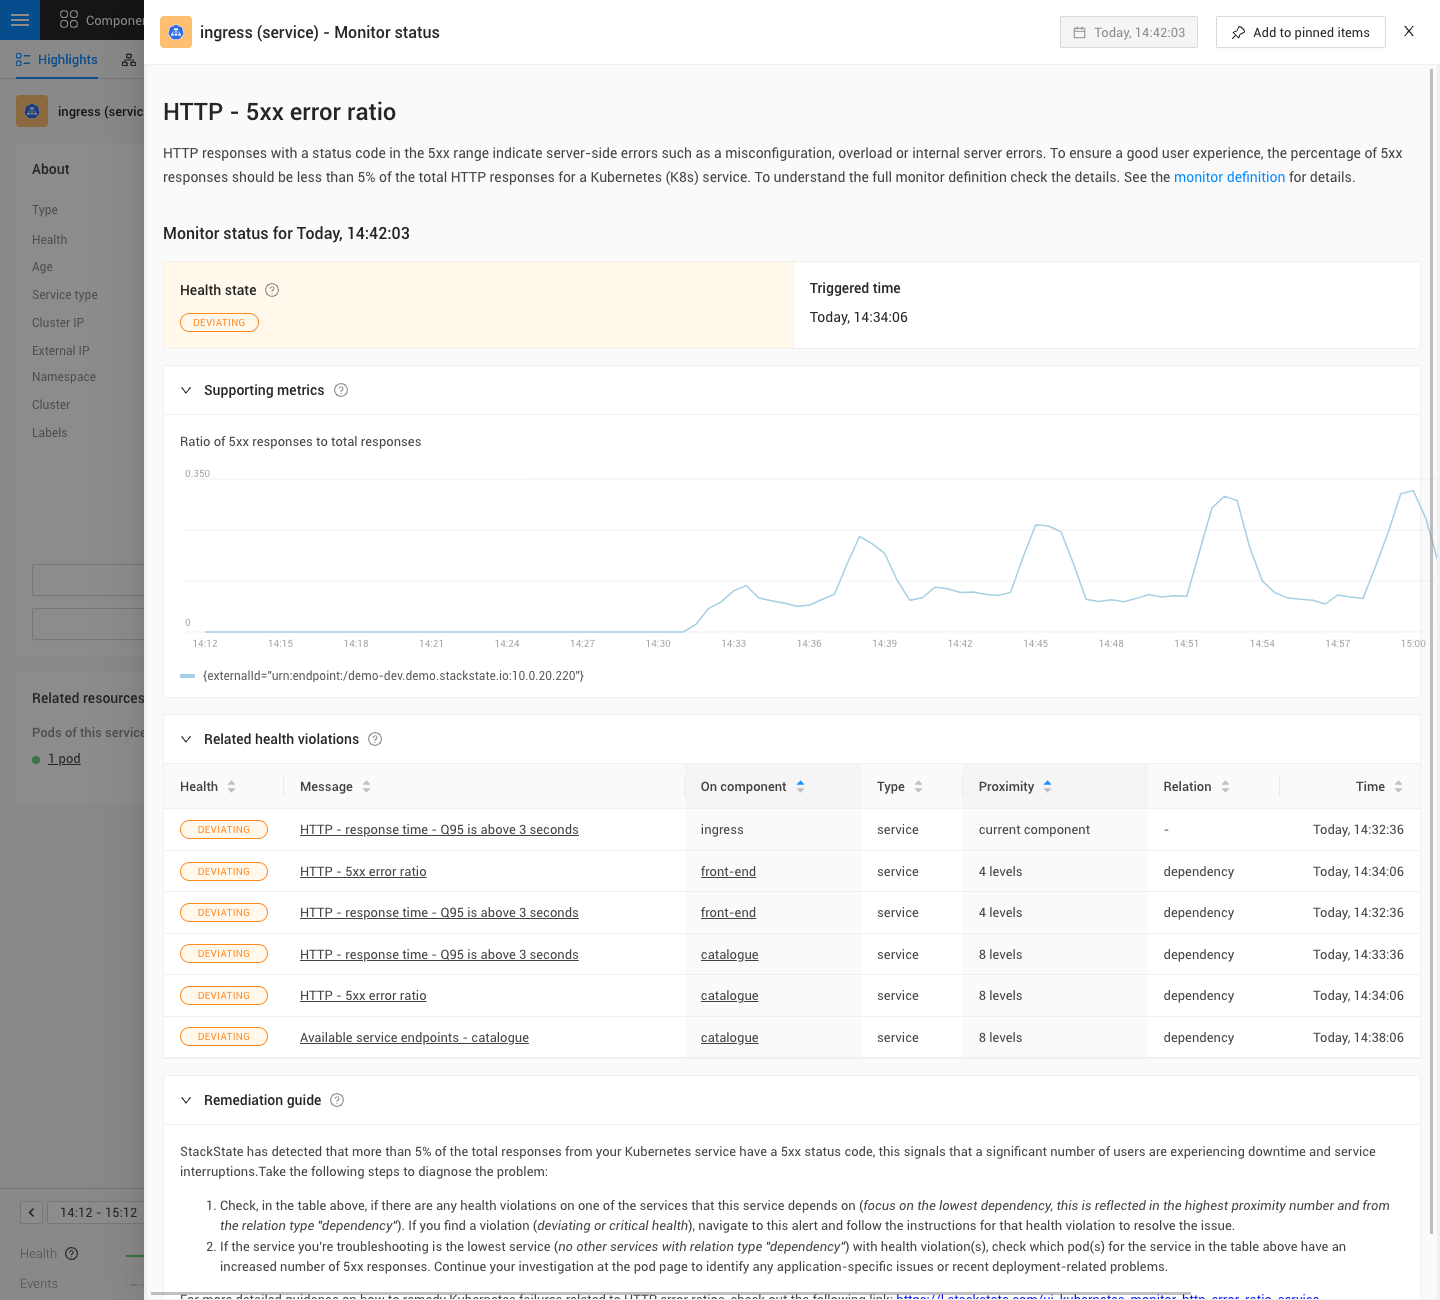 Compone
ingress (service) - Monitor status
Today, 14:42:03
Add to pinned items
X
Highlights
ingress (servic
About
Type
Health
Age
Service type
Cluster IP
External IP
Namespace
Cluster
Labels
Related resources
Pods of this service
1 pod
14:12 - 15:12
Health ?
Events
HTTP - 5xx error ratio
HTTP responses with a status code in the 5xx range indicate server-side errors such as a misconfiguration, overload or internal server errors. To ensure a good user experience, the percentage of 5xx
responses should be less than 5% of the total HTTP responses for a Kubernetes (K8s) service. To understand the full monitor definition check the details. See the monitor definition for details.
Monitor status for Today, 14:42:03
Health state ?
DEVIATING
Triggered time
Today, 14:34:06
Supporting metrics ?
Ratio of 5xx responses to total responses
0.350
0
14:12 14:15 14:18 14:21 14:24 14:27 14:30 14:33 14:36 14:39 14:42 14:45 14:48 14:51 14:54 14:57 15:00
{externalId="urn:endpoint:/demo-dev.demo.stackstate.io:10.0.20.220"}
Related health violations ?
Health Message On component Type Proximity Relation Time
DEVIATING HTTP - response time - Q95 is above 3 seconds ingress service current component - Today, 14:32:36
DEVIATING HTTP - 5xx error ratio front-end service 4 levels dependency Today, 14:34:06
DEVIATING HTTP - response time - Q95 is above 3 seconds front-end service 4 levels dependency Today, 14:32:36
DEVIATING HTTP - response time - Q95 is above 3 seconds catalogue service 8 levels dependency Today, 14:33:36
DEVIATING HTTP - 5xx error ratio catalogue service 8 levels dependency Today, 14:34:06
DEVIATING Available service endpoints - catalogue catalogue service 8 levels dependency Today, 14:38:06
Remediation guide ?
StackState has detected that more than 5% of the total responses from your Kubernetes service have a 5xx status code, this signals that a significant number of users are experiencing downtime and service
interruptions.Take the following steps to diagnose the problem:
1. Check, in the table above, if there are any health violations on one of the services that this service depends on (focus on the lowest dependency, this is reflected in the highest proximity number and from
the relation type "dependency"). If you find a violation (deviating or critical health), navigate to this alert and follow the instructions for that health violation to resolve the issue.
2. If the service you're troubleshooting is the lowest service (no other services with relation type "dependency") with health violation(s), check which pod(s) for the service in the table above have an
increased number of 5xx responses. Continue your investigation at the pod page to identify any application-specific issues or recent deployment-related problems.
For more detailed guidance on how to remedy Kubernetes failures related to HTTP error ratios, check out the following link: